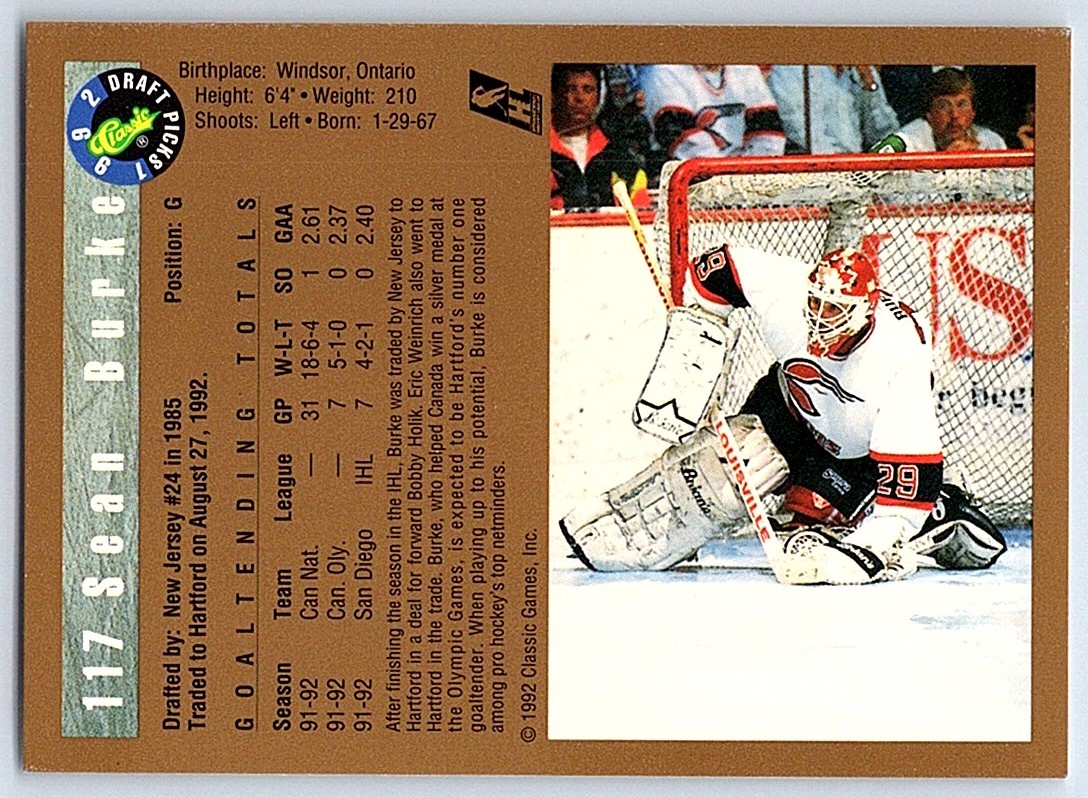 117 Sean Burke
1992 DRAFT PICKS
Classic®
Drafted by: New Jersey #24 in 1985
Position: G
Traded to Hartford on August 27, 1992.
Birthplace: Windsor, Ontario
Height: 6'4" • Weight: 210
Shoots: Left • Born: 1-29-67
GOALTENDING TOTALS
Season Team League GP W-L-T SO GAA
91-92 Can Nat. — 31 18-6-4 1 2.61
91-92 Can. Oly. — 7 5-1-0 0 2.37
91-92 San Diego IHL 7 4-2-1 0 2.40
After finishing the season in the IHL, Burke was traded by New Jersey to
Hartford in a deal for forward Bobby Holik. Eric Weinrich also went to
Hartford in the trade. Burke, who helped Canada win a silver medal at
the Olympic Games, is expected to be Hartford's number one
goaltender. When playing up to his potential, Burke is considered
among pro hockey's top netminders.
© 1992 Classic Games, Inc.
29
29
LOUISVILLE
US